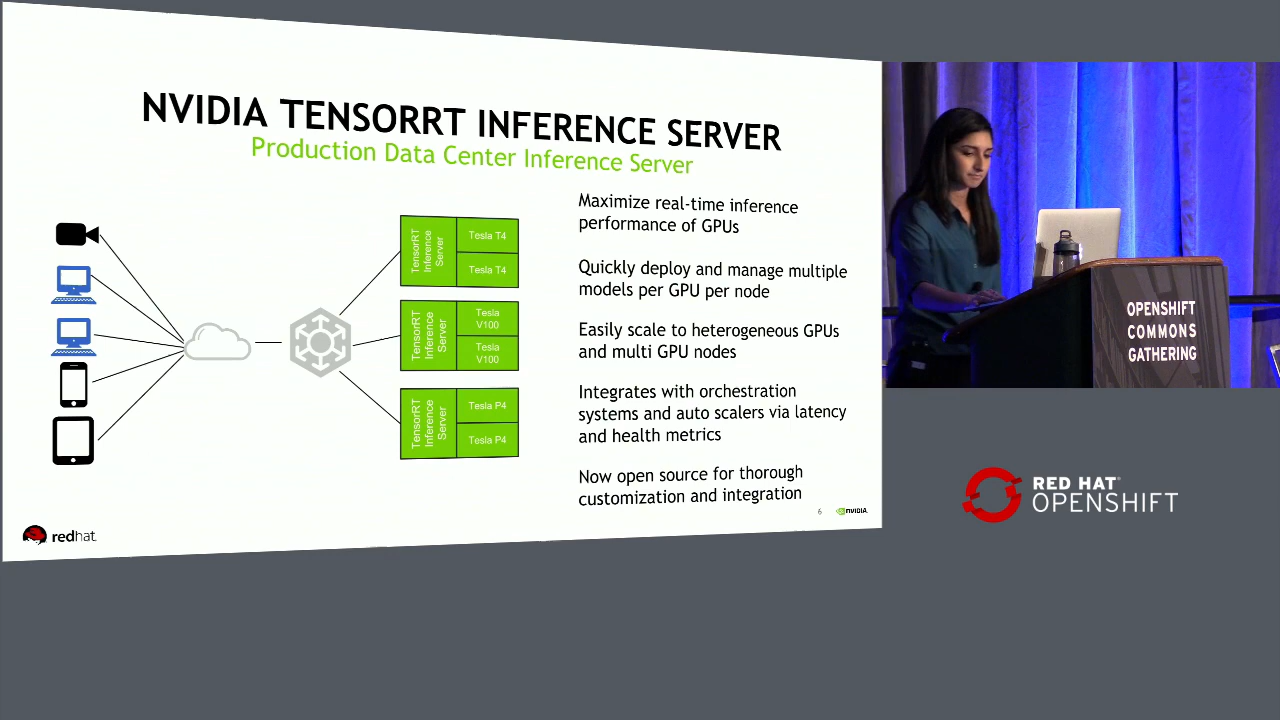 NVIDIA TENSORRT INFERENCE SERVER
Production Data Center Inference Server
TensorRT
Inference
Server
Tesla T4
Tesla T4
TensorRT
Inference
Server
Tesla
V100
Tesla
V100
TensorRT
Inference
Server
Tesla P4
Tesla P4
Maximize real-time inference
performance of GPUs
Quickly deploy and manage multiple
models per GPU per node
Easily scale to heterogeneous GPUs
and multi GPU nodes
Integrates with orchestration
systems and auto scalers via latency
and health metrics
Now open source for thorough
customization and integration
6
NVIDIA.
redhat.
OPENSHIFT
COMMONS
GATHERING
RED HAT®
OPENSHIFT